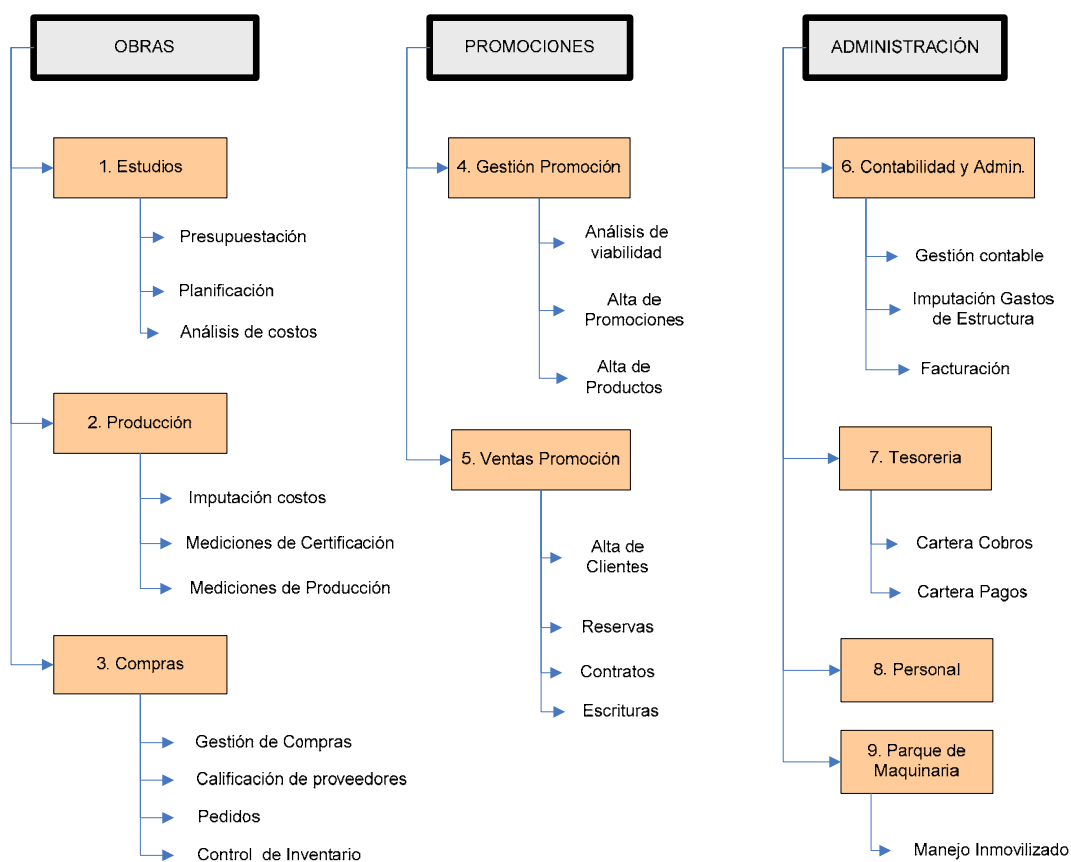 OBRAS
1. Estudios
Presupuestación
Planificación
Análisis de costos
2. Producción
Imputación costos
Mediciones de Certificación
Mediciones de Producción
3. Compras
Gestión de Compras
Calificación de proveedores
Pedidos
Control de Inventario
PROMOCIONES
4. Gestión Promoción
Análisis de
viabilidad
Alta de
Promociones
Alta de
Productos
5. Ventas Promoción
Alta de
Clientes
Reservas
Contratos
Escrituras
ADMINISTRACIÓN
6. Contabilidad y Admin.
Gestión contable
Imputación Gastos
de Estructura
Facturación
7. Tesoreria
Cartera Cobros
Cartera Pagos
8. Personal
9. Parque de
Maquinaria
Manejo Inmovilizado